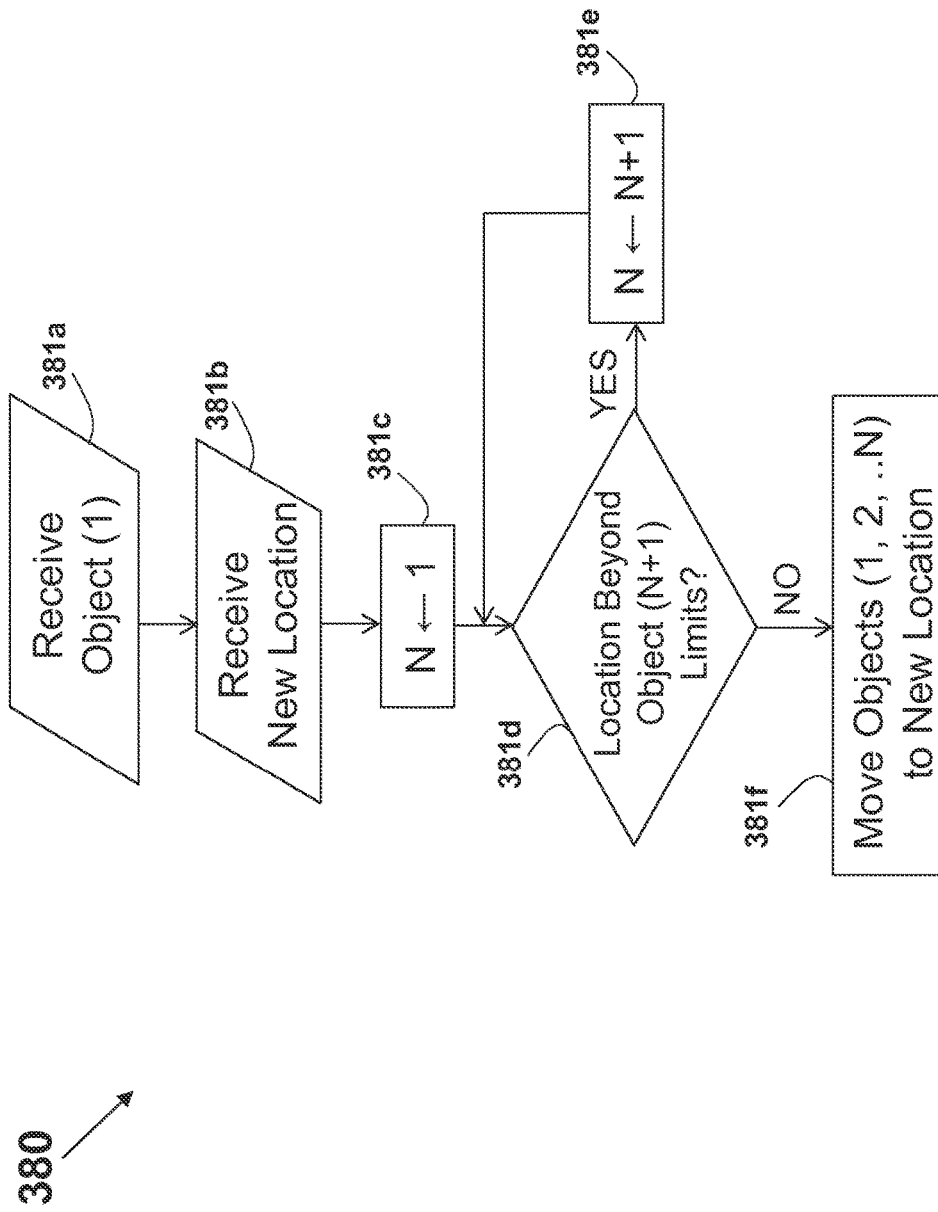 380
Receive
Object (1)
381a
Receive
New Location
381b
N ← 1
381c
Location Beyond
Object (N+1)
Limits?
381d
YES
N ← N+1
381e
NO
Move Objects (1, 2, ..N)
to New Location
381f